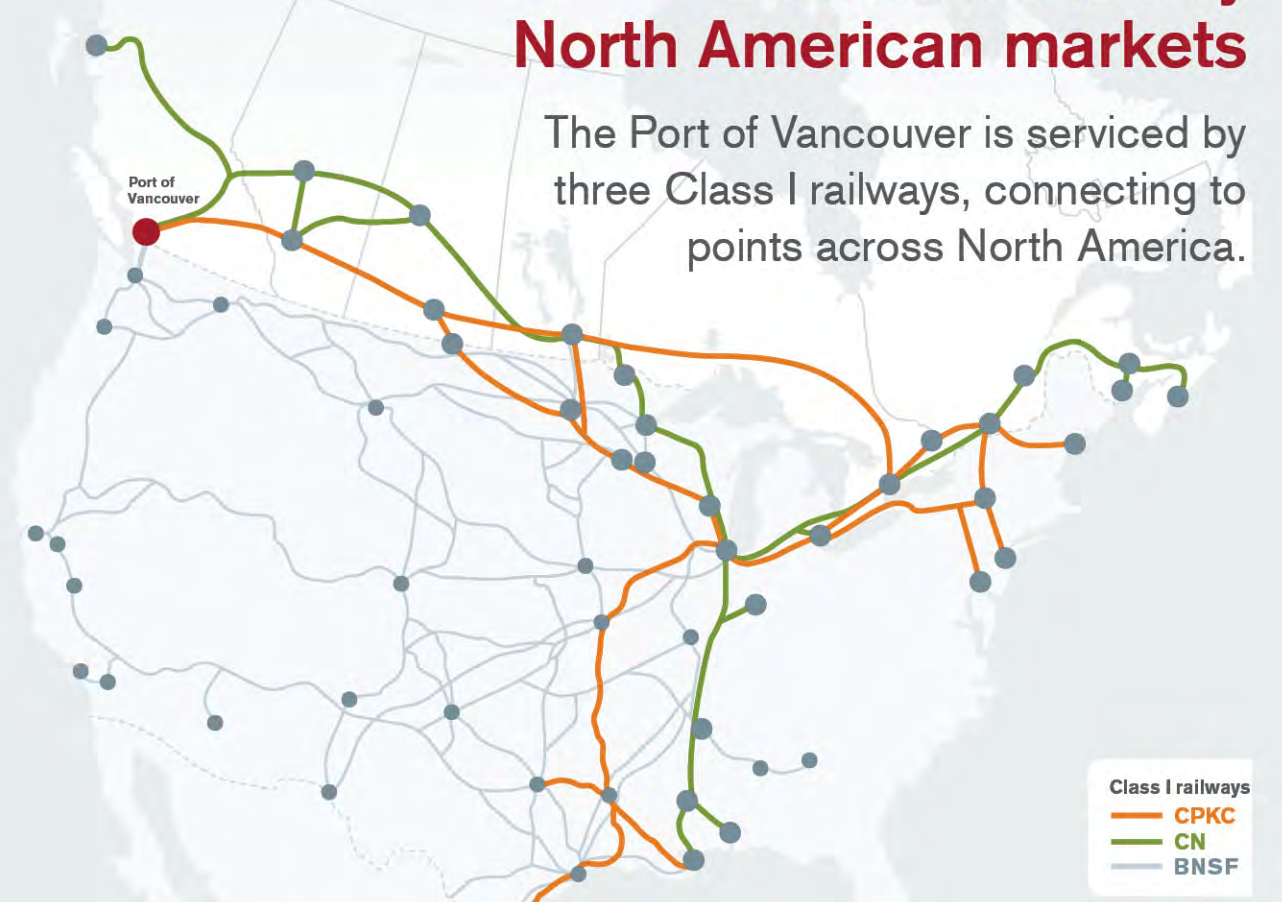 North American markets
The Port of Vancouver is serviced by
three Class I railways, connecting to
points across North America.
Port of
Vancouver
Class I railways
CPKC
CN
BNSF